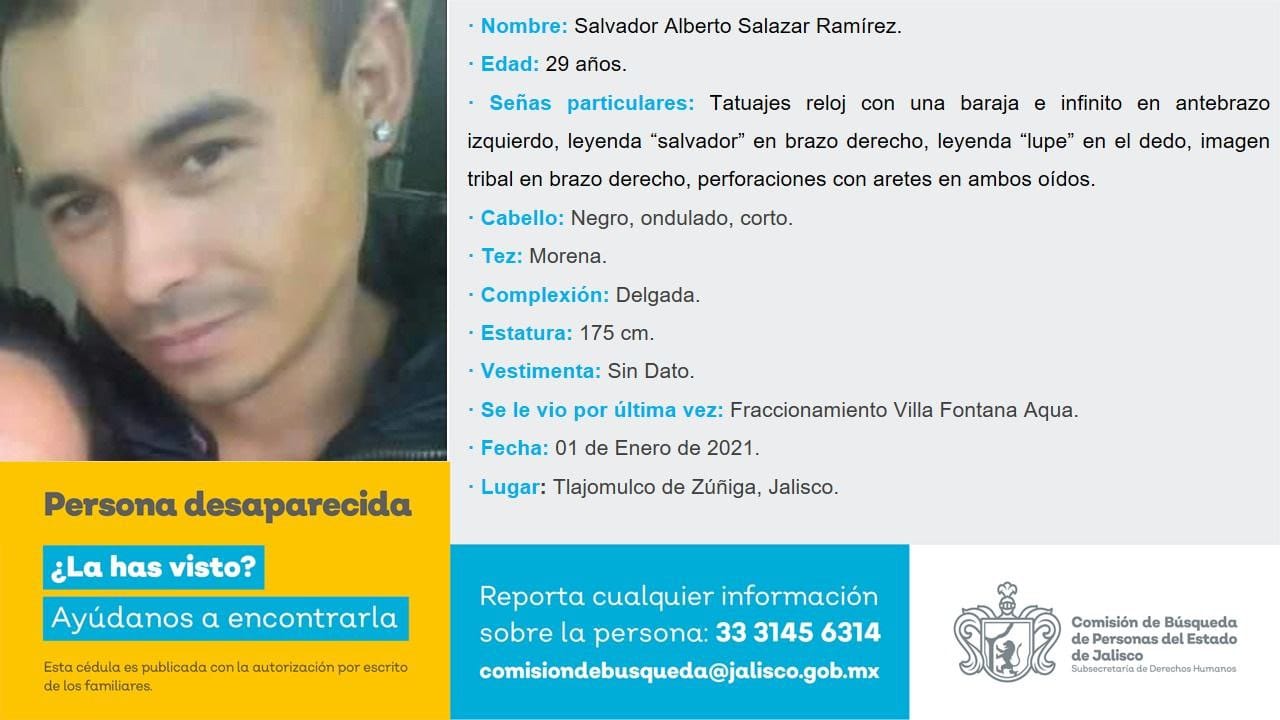 · Nombre: Salvador Alberto Salazar Ramírez.
· Edad: 29 años.
· Señas particulares: Tatuajes reloj con una baraja e infinito en antebrazo
izquierdo, leyenda “salvador” en brazo derecho, leyenda “lupe” en el dedo, imagen
tribal en brazo derecho, perforaciones con aretes en ambos oídos.
· Cabello: Negro, ondulado, corto.
· Tez: Morena.
· Complexión: Delgada.
· Estatura: 175 cm.
· Vestimenta: Sin Dato.
· Se le vio por última vez: Fraccionamiento Villa Fontana Aqua.
· Fecha: 01 de Enero de 2021.
· Lugar: Tlajomulco de Zúñiga, Jalisco.
Persona desaparecida
¿La has visto?
Ayúdanos a encontrarla
Esta cédula es publicada con la autorización por escrito
de los familiares.
Reporta cualquier información
sobre la persona: 33 3145 6314
comisiondebusqueda@jalisco.gob.mx
Comisión de Búsqueda
de Personas del Estado
de Jalisco
Subsecretaría de Derechos Humanos